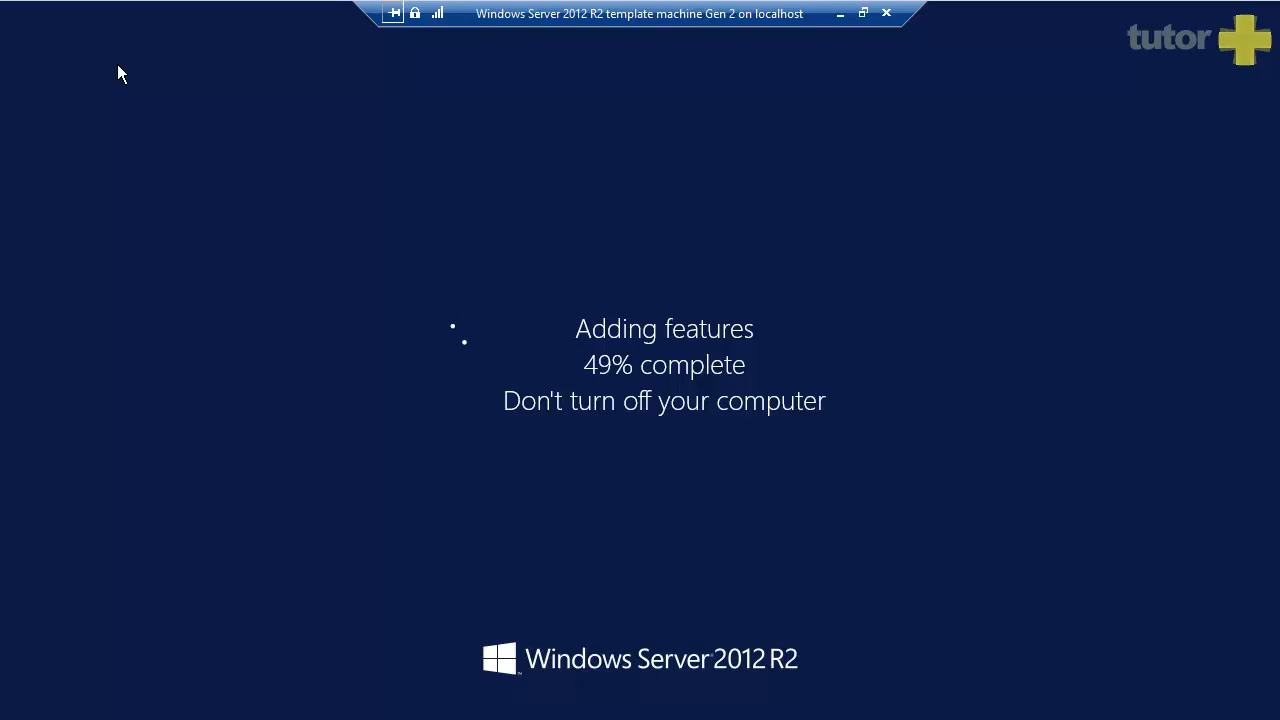 Windows Server 2012 R2 template machine Gen 2 on localhost
tutor
Adding features
49% complete
Don't turn off your computer
Windows Server 2012 R2